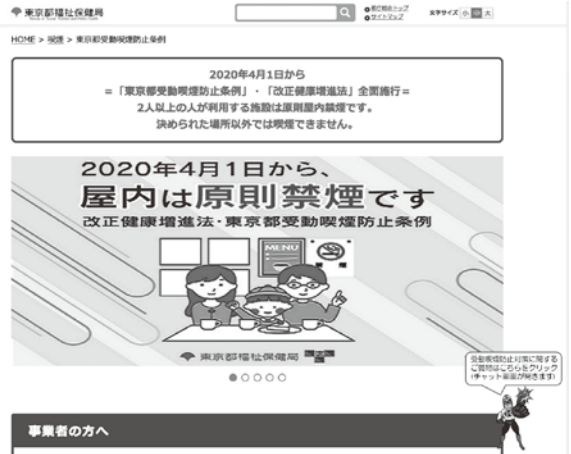 東京都福祉保健局
都庁総合トップ
サイトマップ
文字サイズ 小 中 大
HOME > 喫煙 > 東京都受動喫煙防止条例
2020年4月1日から
=「東京都受動喫煙防止条例」・「改正健康増進法」全面施行=
2人以上の人が利用する施設は原則屋内禁煙です。
決められた場所以外では喫煙できません。
2020年4月1日から、
屋内は原則禁煙です
改正健康増進法・東京都受動喫煙防止条例
MENU
東京都福祉保健局
受動喫煙防止対策に関する
ご質問はこちらをクリック
(チャット画面が開きます)
事業者の方へ